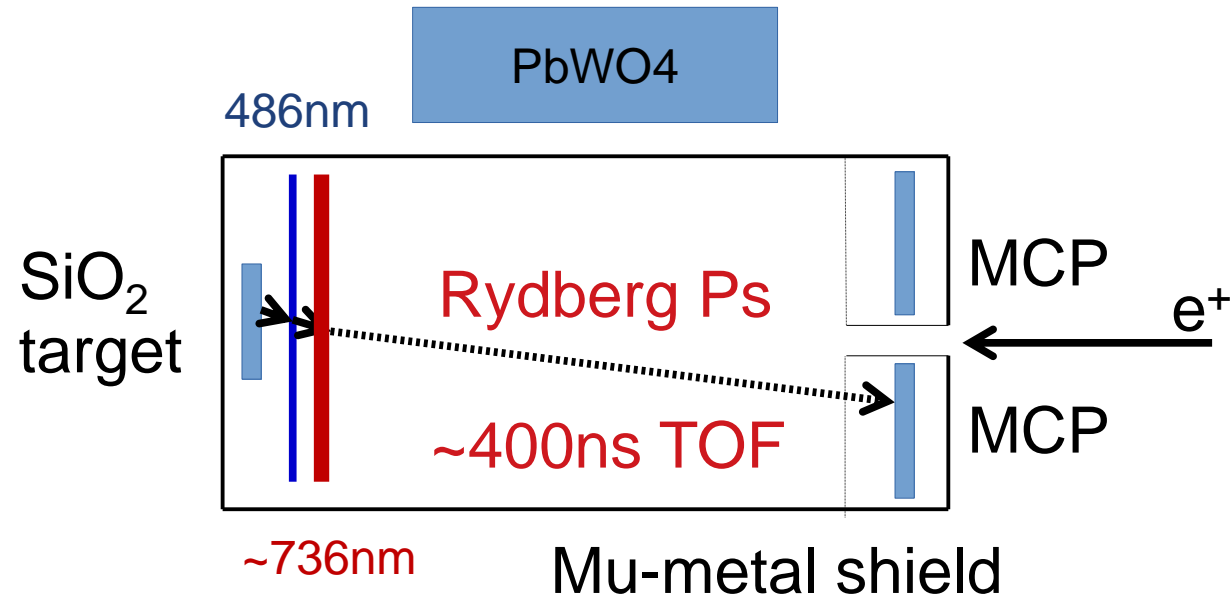 PbWO4
486nm
SiO₂
target
Rydberg Ps
~400ns TOF
MCP
e⁺
MCP
~736nm
Mu-metal shield